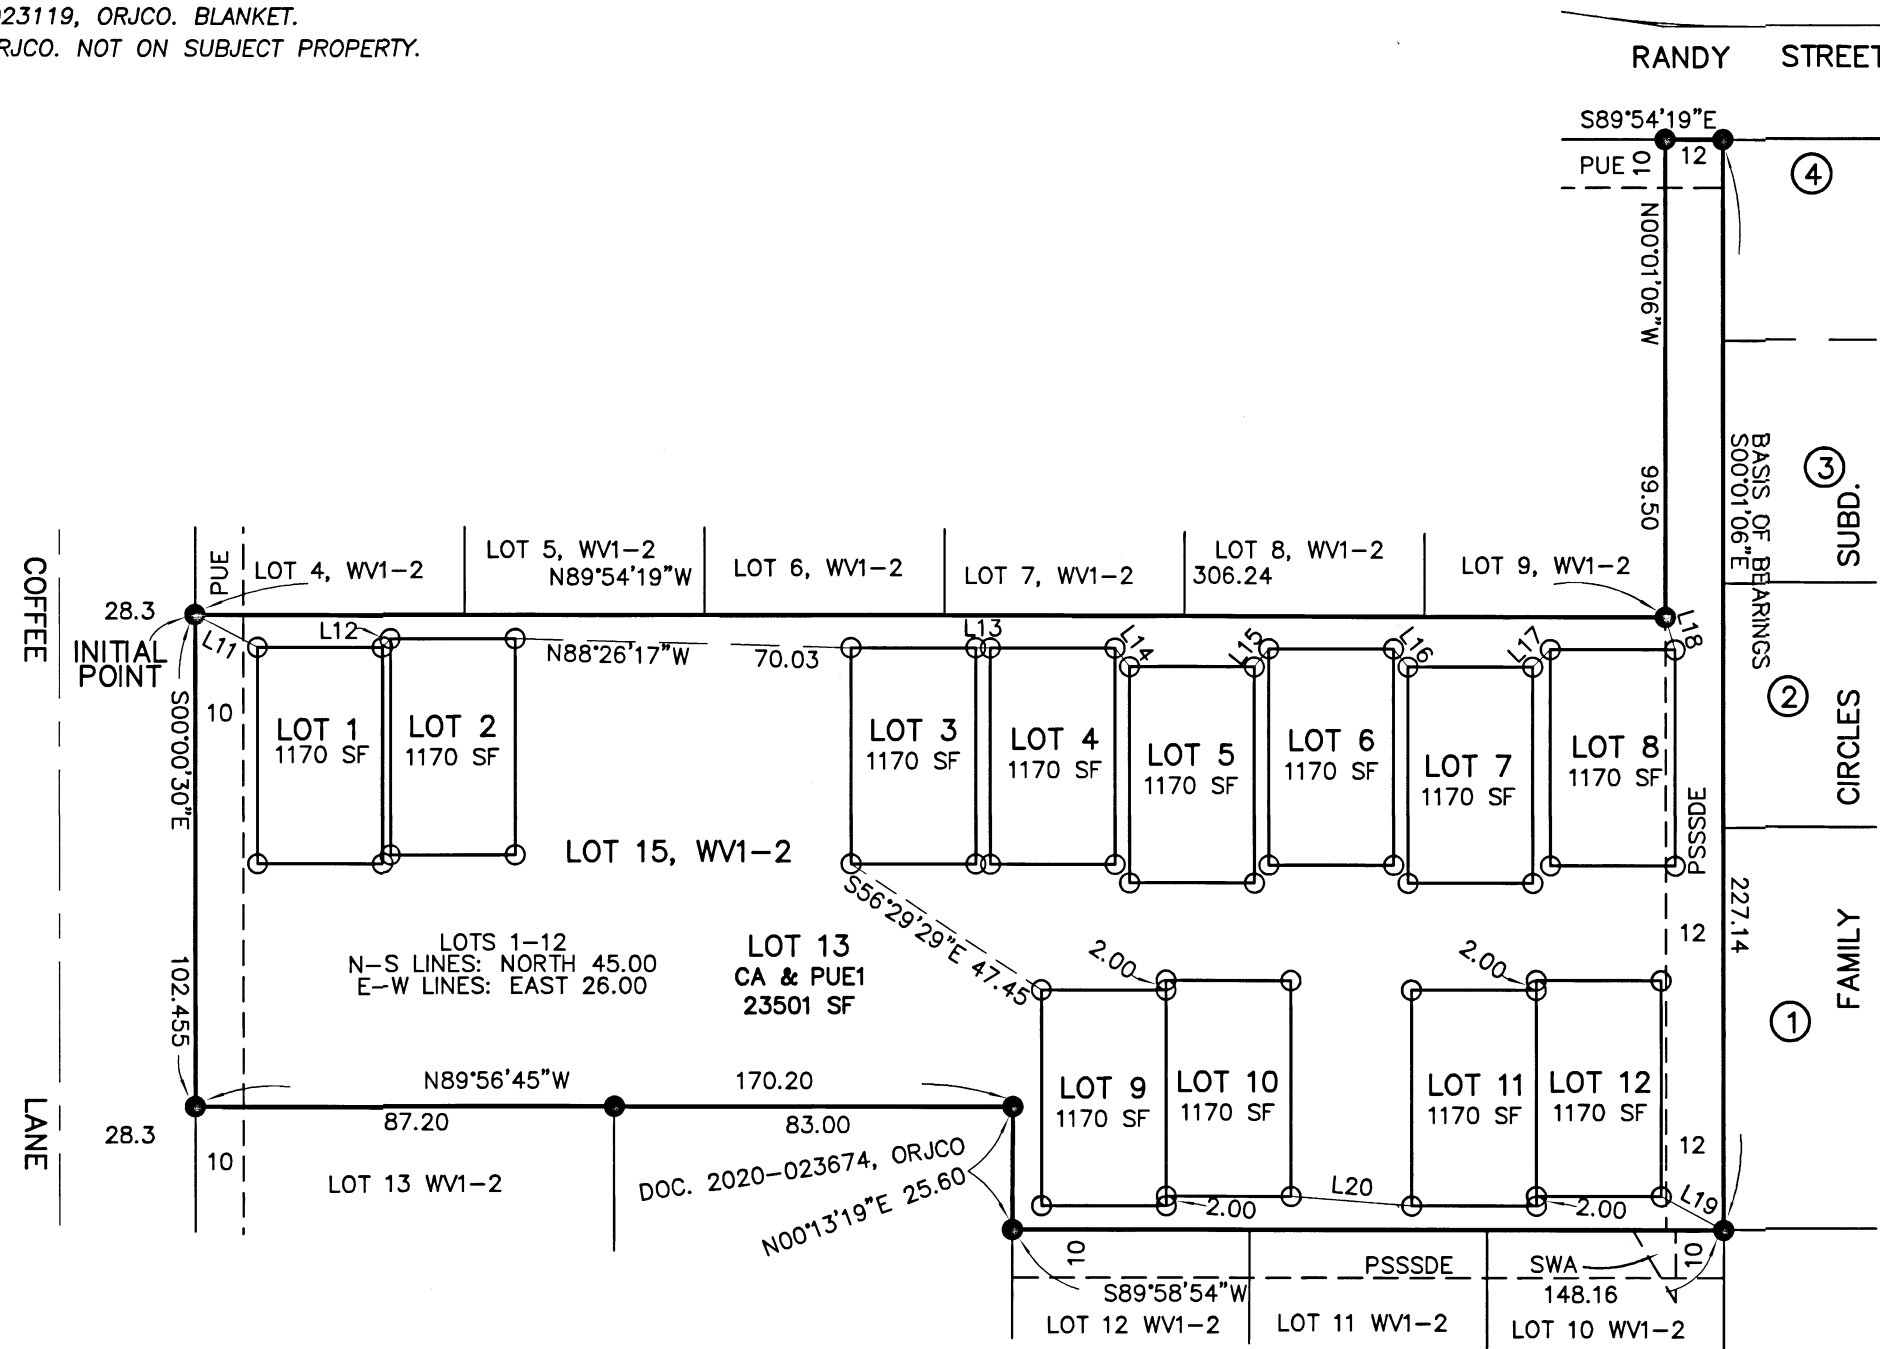 023119, ORJCO. BLANKET.
RJCO. NOT ON SUBJECT PROPERTY.
RANDY STREET
S89°54'19"E
PUE
10
12
4
N00°01'06"W
99.50
BASIS OF BEARINGS
S00°01'06"E
227.14
3
SUBD.
2
CIRCLES
FAMILY
1
COFFEE
LANE
28.3
INITIAL
POINT
PUE
LOT 4, WV1-2
LOT 5, WV1-2
N89°54'19"W
LOT 6, WV1-2
LOT 7, WV1-2
LOT 8, WV1-2
306.24
LOT 9, WV1-2
L11
L12
N88°26'17"W
70.03
L13
L14
L15
L16
L17
L18
S00°00'30"E
102.455
10
LOT 1
1170 SF
LOT 2
1170 SF
LOT 3
1170 SF
LOT 4
1170 SF
LOT 5
1170 SF
LOT 6
1170 SF
LOT 7
1170 SF
LOT 8
1170 SF
PSSSDE
12
LOT 15, WV1-2
S56°29'29"E 47.45
LOTS 1-12
N-S LINES: NORTH 45.00
E-W LINES: EAST 26.00
LOT 13
CA & PUE1
23501 SF
2.00
2.00
LOT 9
1170 SF
LOT 10
1170 SF
LOT 11
1170 SF
LOT 12
1170 SF
12
N89°56'45"W
170.20
87.20
83.00
28.3
10
LOT 13 WV1-2
DOC. 2020-023674, ORJCO
N00°13'19"E 25.60
2.00
L20
2.00
L19
10
PSSSDE
SWA
10
S89°58'54"W
148.16
LOT 12 WV1-2
LOT 11 WV1-2
LOT 10 WV1-2